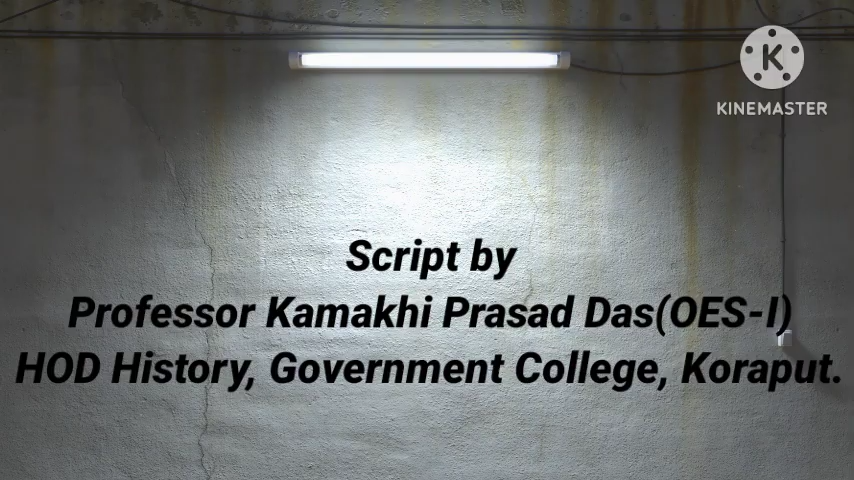 KINEMASTER
Script by
Professor Kamakhi Prasad Das(OES-I)
HOD History, Government College, Koraput.